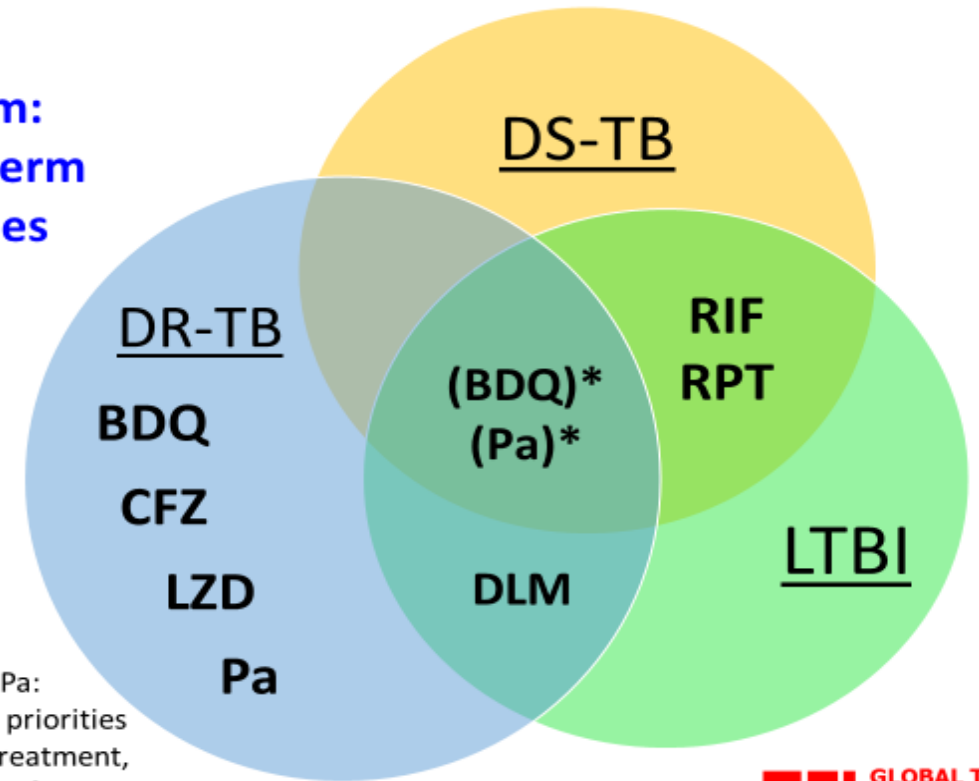 m:
erm
es
DS-TB
DR-TB
BDQ
CFZ
LZD
Pa
(BDQ)*
(Pa)*
DLM
RIF
RPT
LTBI
Pa:
priorities
reatment,
GLOBAL T